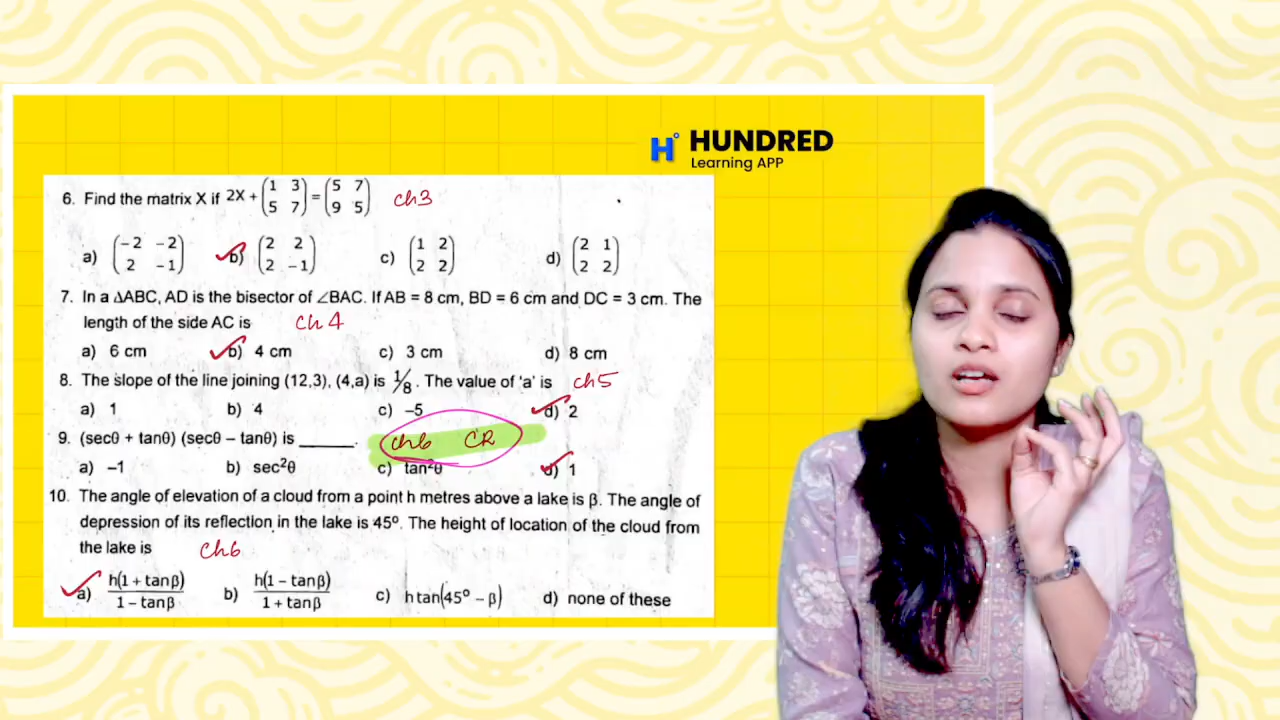 H° HUNDRED
Learning APP
6. Find the matrix X if 2X + (1 3 5 7) = (5 7 9 5) ch3
a) (-2 -2 2 -1) b) (2 2 2 -1) c) (1 2 2 2) d) (2 1 2 2)
7. In a ΔABC, AD is the bisector of ∠BAC. If AB = 8 cm, BD = 6 cm and DC = 3 cm. The
length of the side AC is ch4
a) 6 cm b) 4 cm c) 3 cm d) 8 cm
8. The slope of the line joining (12,3), (4,a) is 1/8. The value of 'a' is ch5
a) 1 b) 4 c) –5 d) 2
9. (secθ + tanθ) (secθ – tanθ) is ______. ch6 CR
a) –1 b) sec²θ c) tan²θ d) 1
10. The angle of elevation of a cloud from a point h metres above a lake is β. The angle of
depression of its reflection in the lake is 45º. The height of location of the cloud from
the lake is ch6
a) h(1 + tanβ)/1 – tanβ b) h(1 – tanβ)/1 + tanβ c) h tan(45º – β) d) none of these